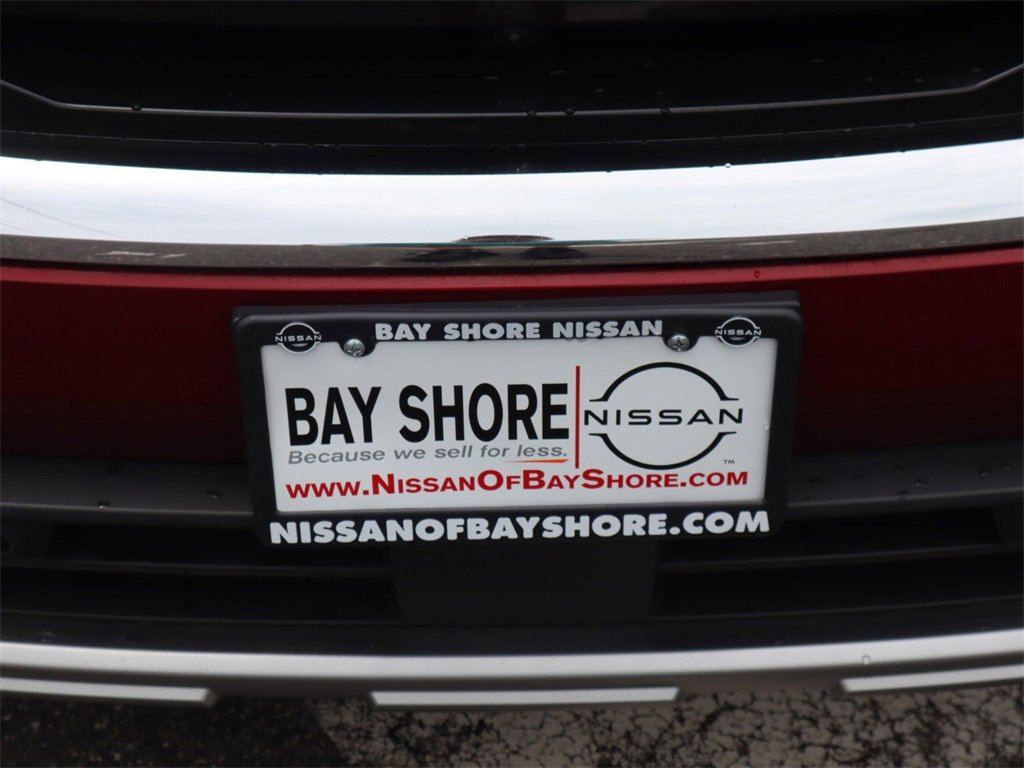 NISSAN BAY SHORE NISSAN NISSAN
BAY SHORE
Because we sell for less.
NISSAN
TM
www.NissanOfBayShore.com
NISSANOFBAYSHORE.COM